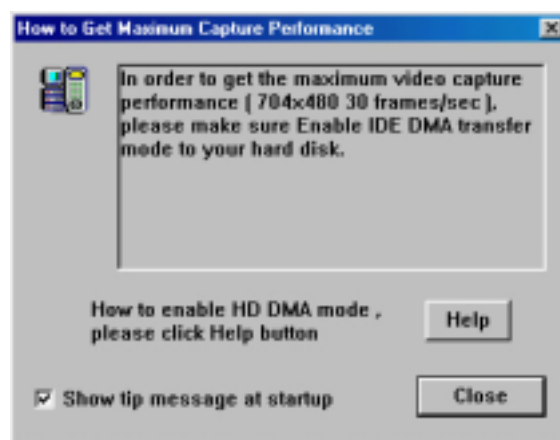 How to Get Maximum Capture Performance
In order to get the maximum video capture
performance ( 704x480 30 frames/sec ),
please make sure Enable IDE DMA transfer
mode to your hard disk.
How to enable HD DMA mode ,
please click Help button
Help
Show tip message at startup
Close